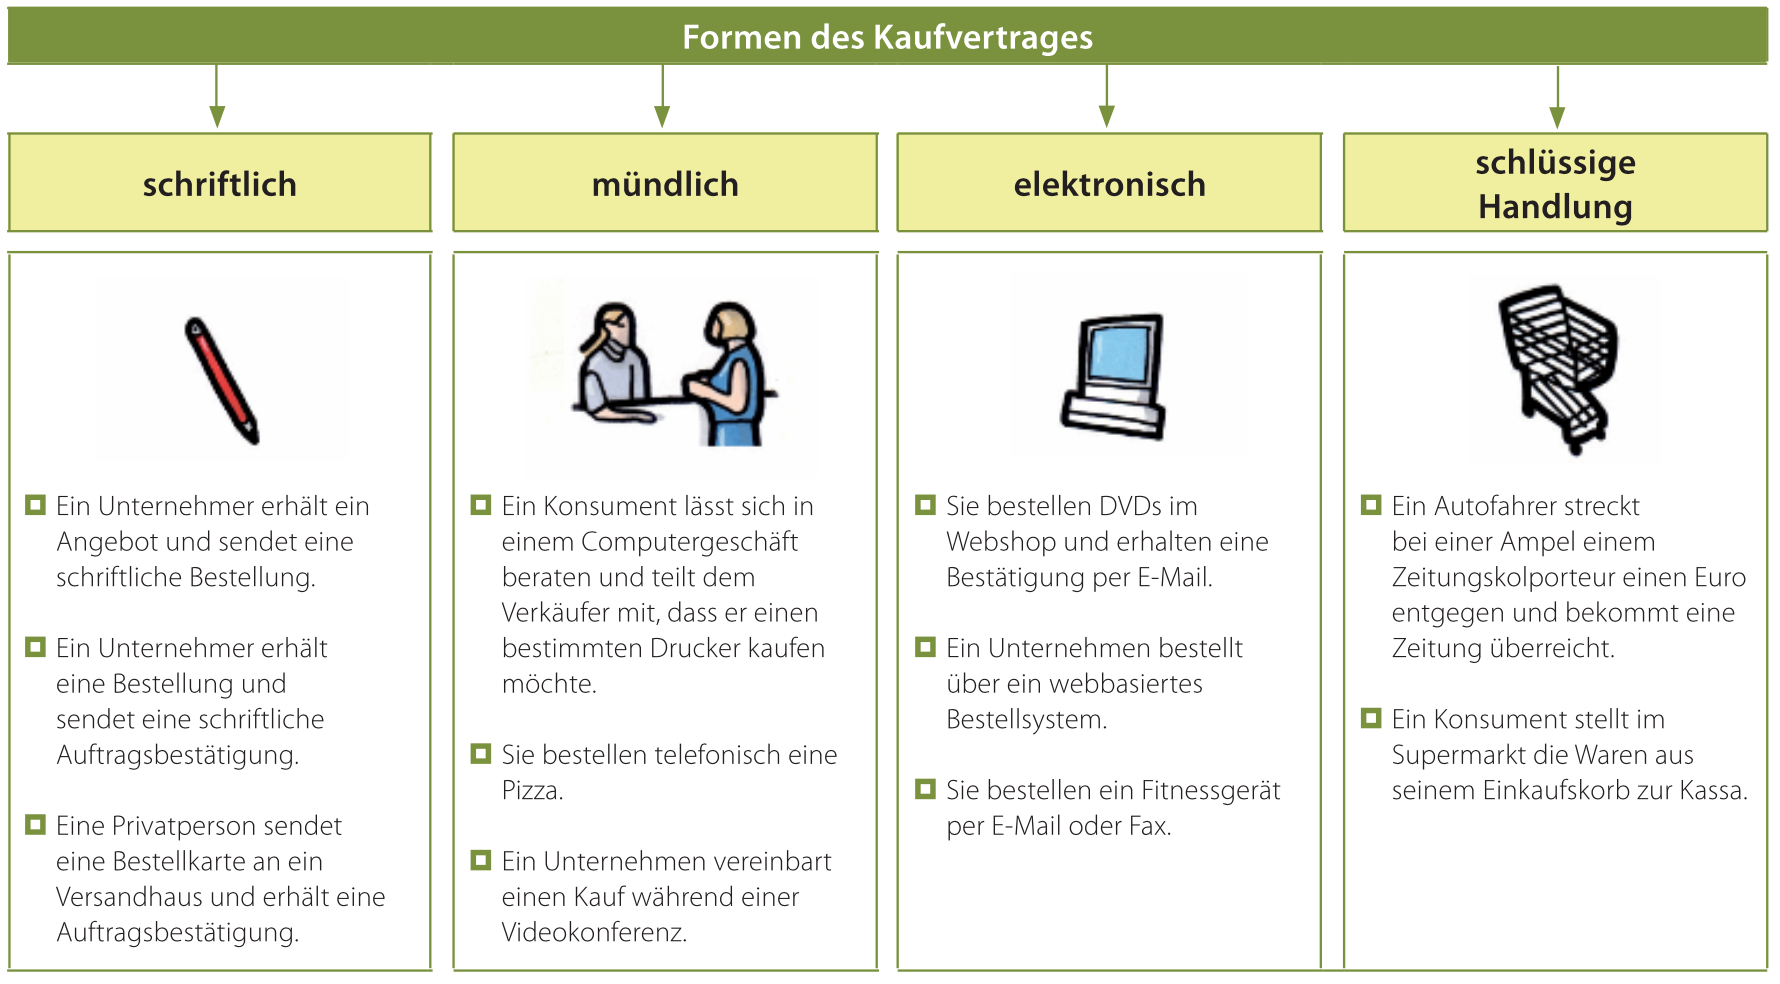 Formen des Kaufvertrages
schriftlich
Ein Unternehmer erhält ein
Angebot und sendet eine
schriftliche Bestellung.
Ein Unternehmer erhält
eine Bestellung und
sendet eine schriftliche
Auftragsbestätigung.
Eine Privatperson sendet
eine Bestellkarte an ein
Versandhaus und erhält eine
Auftragsbestätigung.
mündlich
Ein Konsument lässt sich in
einem Computergeschäft
beraten und teilt dem
Verkäufer mit, dass er einen
bestimmten Drucker kaufen
möchte.
Sie bestellen telefonisch eine
Pizza.
Ein Unternehmen vereinbart
einen Kauf während einer
Videokonferenz.
elektronisch
Sie bestellen DVDs im
Webshop und erhalten eine
Bestätigung per E-Mail.
Ein Unternehmen bestellt
über ein webbasiertes
Bestellsystem.
Sie bestellen ein Fitnessgerät
per E-Mail oder Fax.
schlüssige
Handlung
Ein Autofahrer streckt
bei einer Ampel einem
Zeitungskolporteur einen Euro
entgegen und bekommt eine
Zeitung überreicht.
Ein Konsument stellt im
Supermarkt die Waren aus
seinem Einkaufskorb zur Kassa.